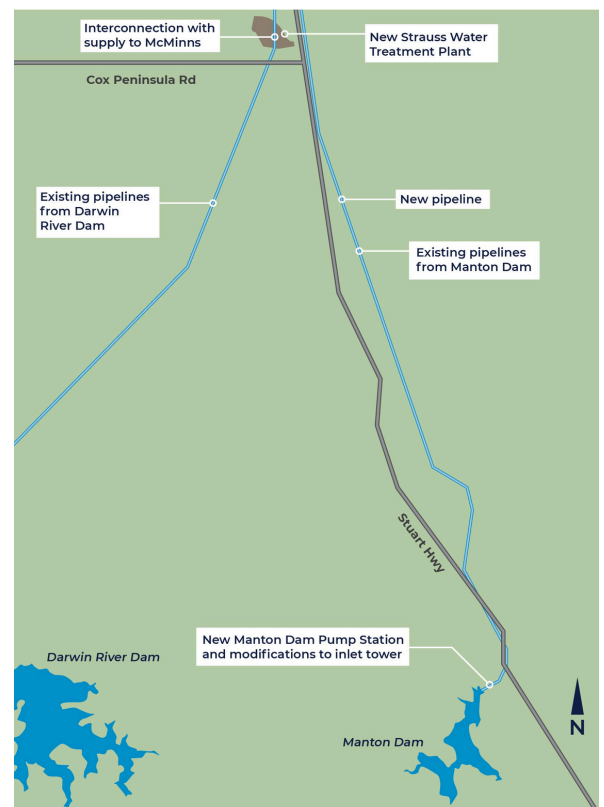 Interconnection with
supply to McMinns
New Strauss Water
Treatment Plant
Cox Peninsula Rd
Existing pipelines
from Darwin
River Dam
New pipeline
Existing pipelines
from Manton Dam
Stuart Hwy
New Manton Dam Pump Station
and modifications to inlet tower
Darwin River Dam
Manton Dam
N